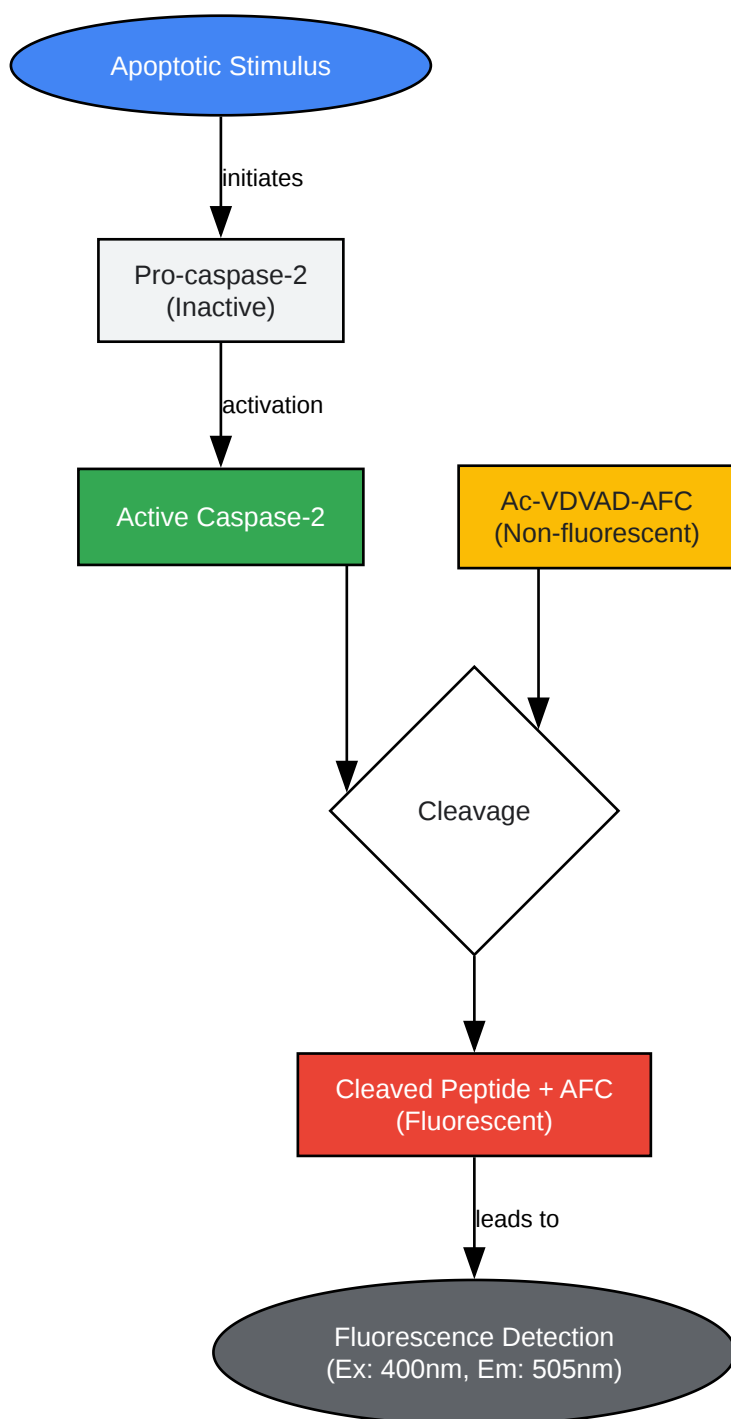 Apoptotic Stimulus
initiates
Pro-caspase-2
(Inactive)
activation
Active Caspase-2
Ac-VDVAD-AFC
(Non-fluorescent)
Cleavage
Cleaved Peptide + AFC
(Fluorescent)
leads to
Fluorescence Detection
(Ex: 400nm, Em: 505nm)